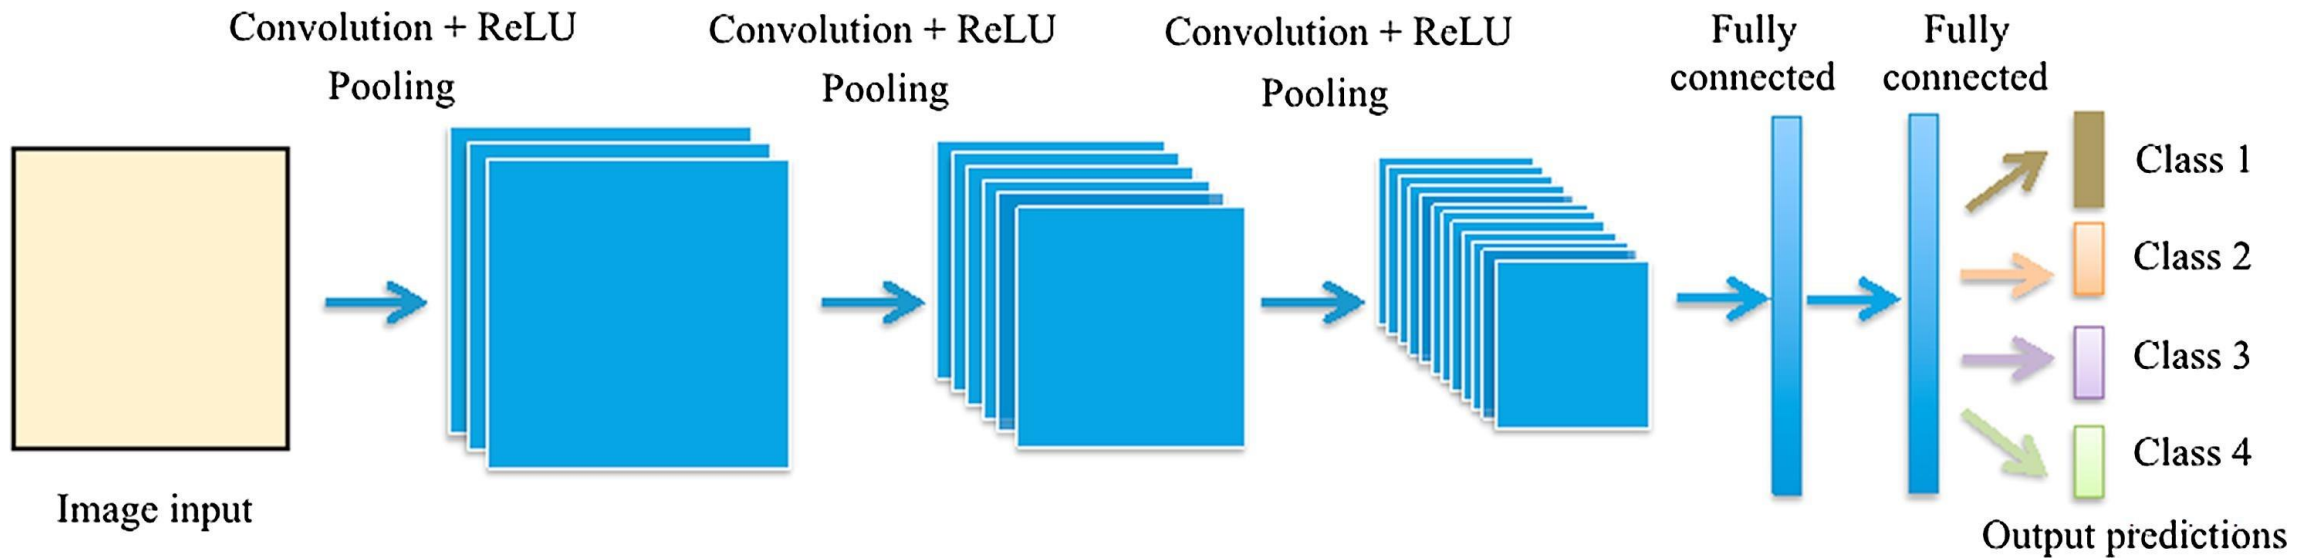 Convolution + ReLU
Pooling
Convolution + ReLU
Pooling
Convolution + ReLU
Pooling
Fully
connected
Fully
connected
Class 1
Class 2
Class 3
Class 4
Image input
Output predictions